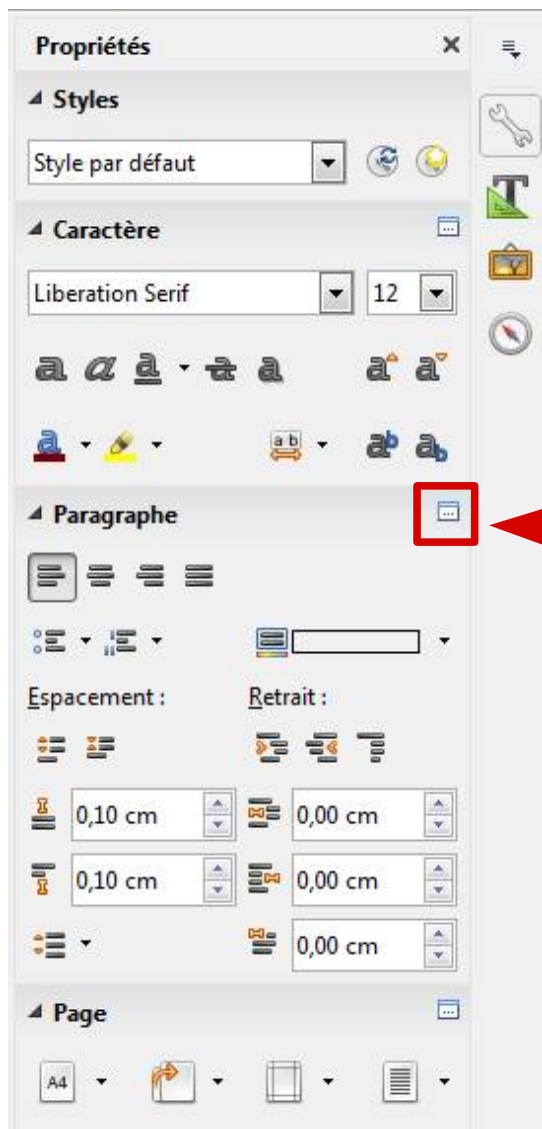 Propriétés
Styles
Style par défaut
Caractère
Liberation Serif 12
a a a a a a a
a a b a b a b
Paragraphe
Espacement : Retrait :
0,10 cm 0,00 cm
0,10 cm 0,00 cm
0,00 cm
Page
A4